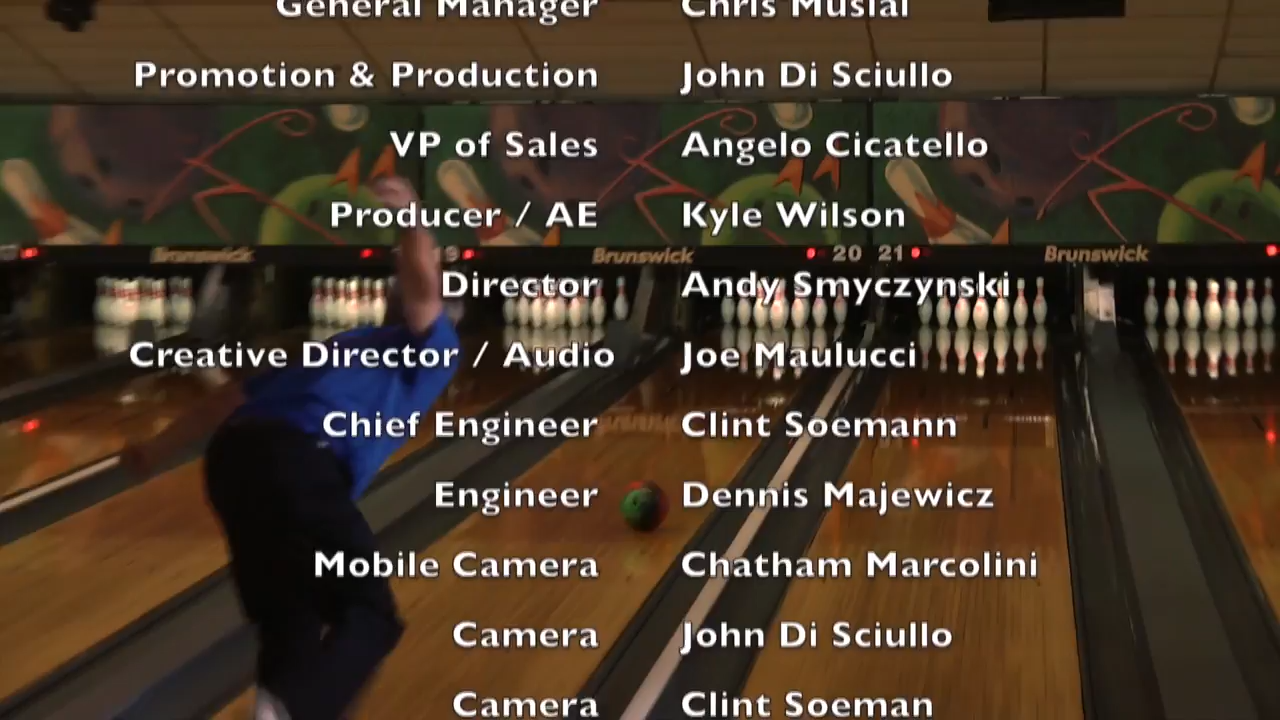 General Manager Chris Musial
Promotion & Production John Di Sciullo
VP of Sales Angelo Cicatello
Producer / AE Kyle Wilson
Brunswick 19 Brunswick 20 21 Brunswick
Director Andy Smyczynski
Creative Director / Audio Joe Maulucci
Chief Engineer Clint Soemann
Engineer Dennis Majewicz
Mobile Camera Chatham Marcolini
Camera John Di Sciullo
Camera Clint Soeman